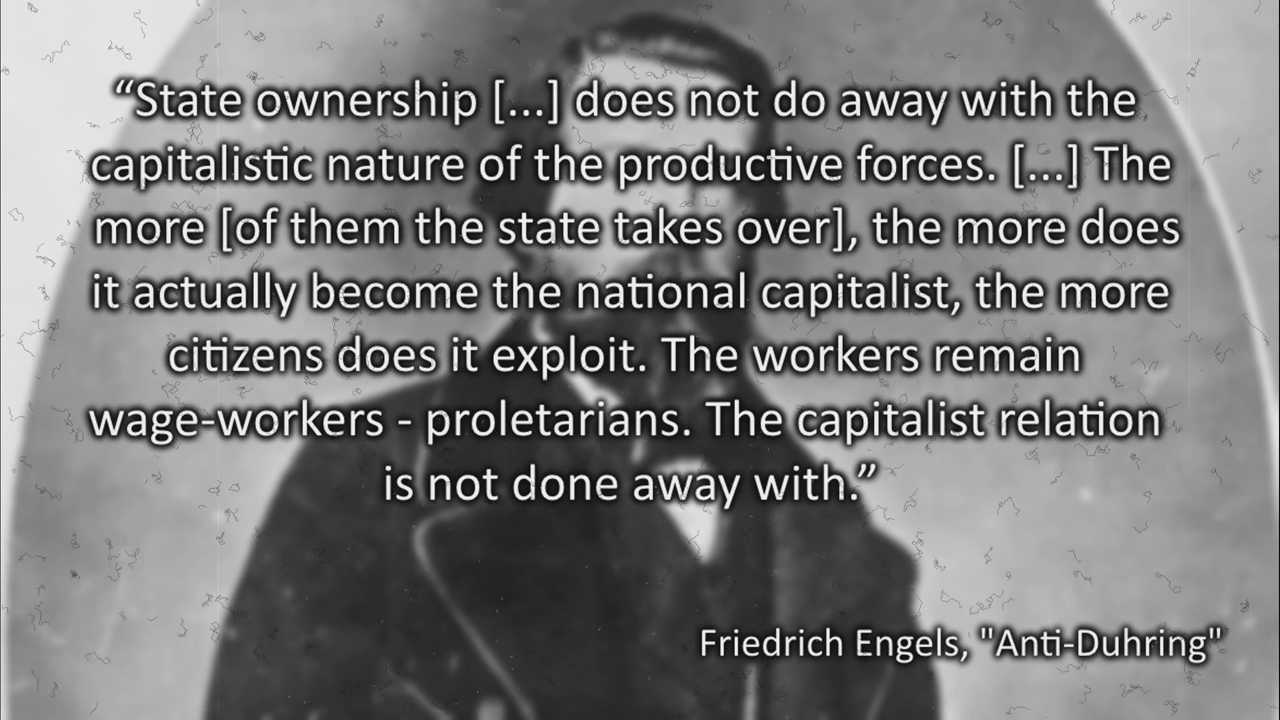 “State ownership [...] does not do away with the
capitalistic nature of the productive forces. [...] The
more [of them the state takes over], the more does
it actually become the national capitalist, the more
citizens does it exploit. The workers remain
wage-workers - proletarians. The capitalist relation
is not done away with.”
Friedrich Engels, "Anti-Duhring"